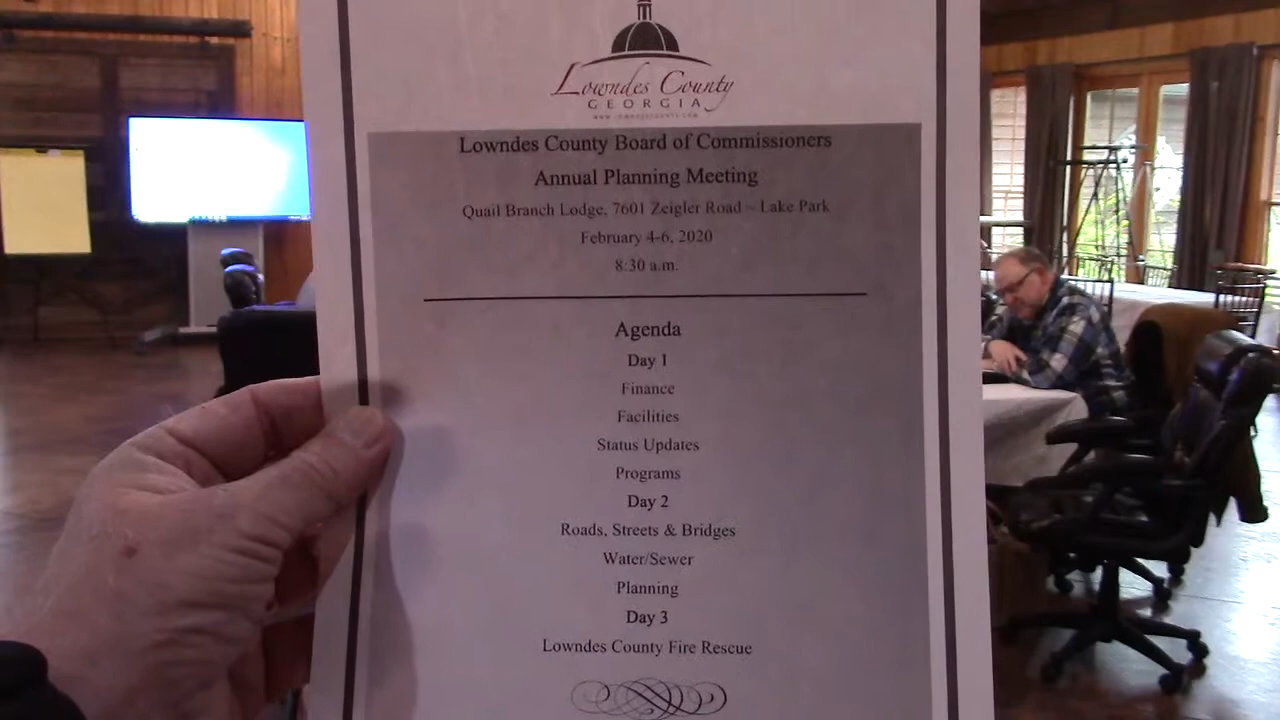 Lowndes County
GEORGIA
Lowndes County Board of Commissioners
Annual Planning Meeting
Quail Branch Lodge, 7601 Zeigler Road ~ Lake Park
February 4-6, 2020
8:30 a.m.
Agenda
Day 1
Finance
Facilities
Status Updates
Programs
Day 2
Roads, Streets & Bridges
Water/Sewer
Planning
Day 3
Lowndes County Fire Rescue